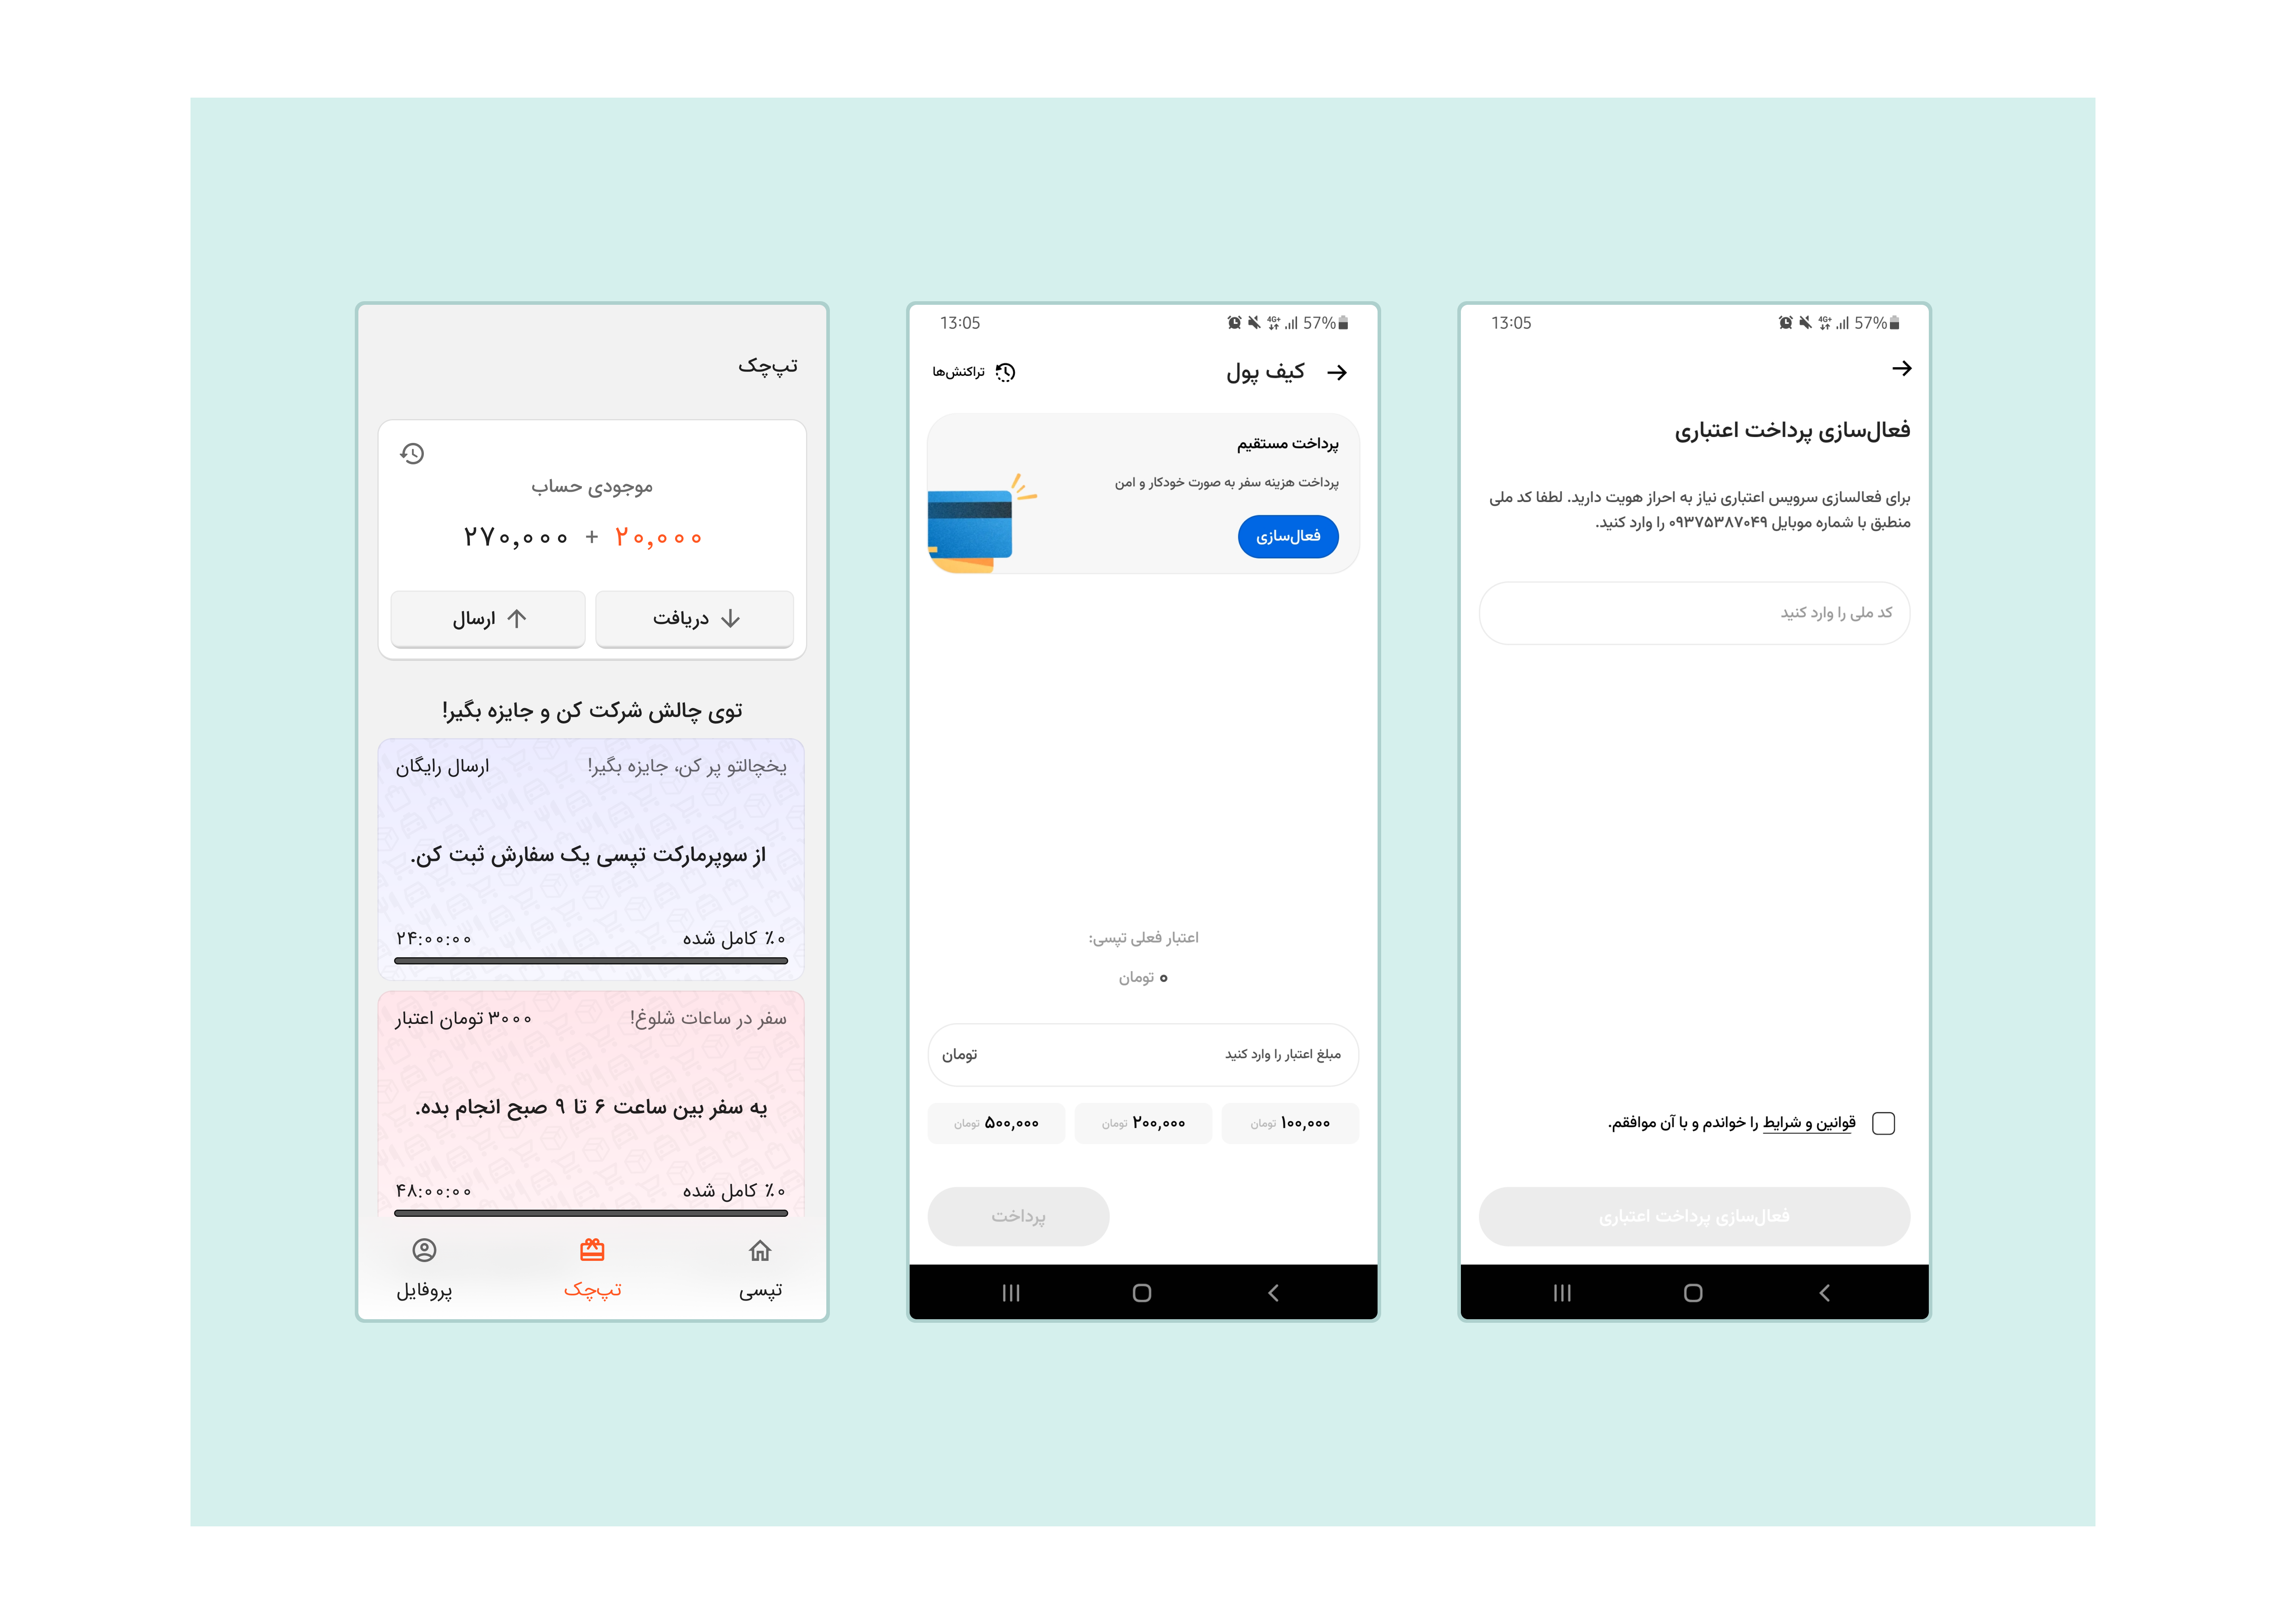 تپ‌چک
موجودی حساب
۲۷۰,۰۰۰ + ۲۰,۰۰۰
دریافت
ارسال
توی چالش شرکت کن و جایزه بگیر!
یخچالتو پر کن، جایزه بگیر!
ارسال رایگان
از سوپرمارکت تپسی یک سفارش ثبت کن.
۰٪ کامل شده
۲۴:۰۰:۰۰
سفر در ساعات شلوغ!
۳۰۰۰ تومان اعتبار
یه سفر بین ساعت ۶ تا ۹ صبح انجام بده.
۰٪ کامل شده
۴۸:۰۰:۰۰
تپسی
تپ‌چک
پروفایل
13:05
4G+ 57%
کیف پول
تراکنش‌ها
پرداخت مستقیم
پرداخت هزینه سفر به صورت خودکار و امن
فعال‌سازی
اعتبار فعلی تپسی:
۰ تومان
مبلغ اعتبار را وارد کنید
تومان
۱۰۰,۰۰۰ تومان
۲۰۰,۰۰۰ تومان
۵۰۰,۰۰۰ تومان
پرداخت
13:05
4G+ 57%
فعال‌سازی پرداخت اعتباری
برای فعالسازی سرویس اعتباری نیاز به احراز هویت دارید. لطفا کد ملی
منطبق با شماره موبایل ۰۹۳۷۵۳۸۷۰۴۹ را وارد کنید.
کد ملی را وارد کنید
قوانین و شرایط را خواندم و با آن موافقم.
فعال‌سازی پرداخت اعتباری